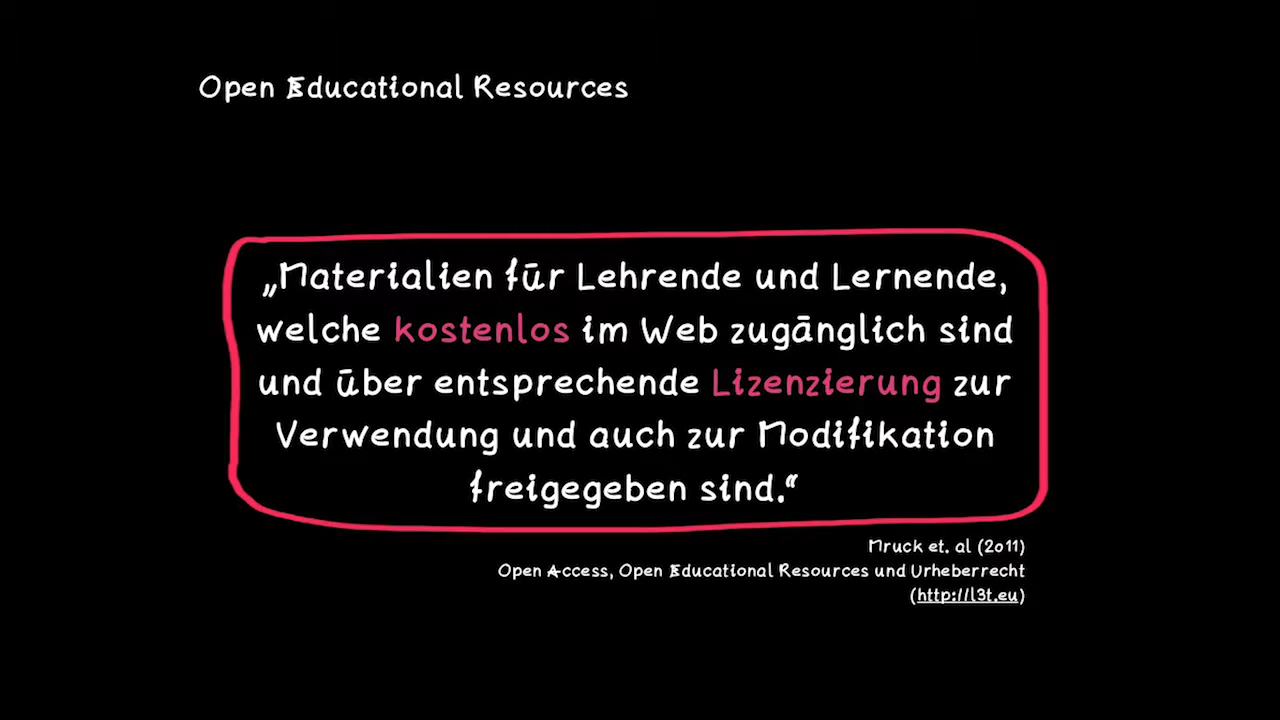 Open Educational Resources
„Materialien für Lehrende und Lernende,
welche kostenlos im Web zugänglich sind
und über entsprechende Lizenzierung zur
Verwendung und auch zur Modifikation
freigegeben sind.“
Mruck et. al (2011)
Open Access, Open Educational Resources und Urheberrecht
(http://l3t.eu)